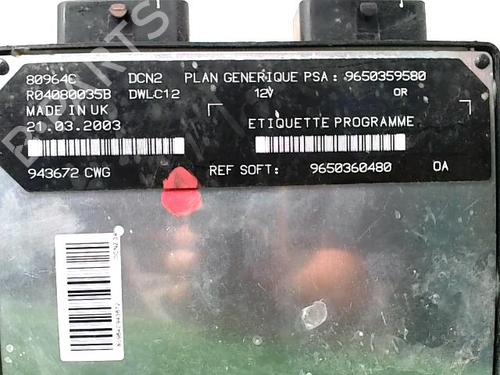 80964C DCN2 PLAN GENERIQUE PSA : 9650359580
R04080035B DWLC12 12V OR
MADE IN UK
21.03.2003 ETIQUETTE PROGRAMME
943672 CWG REF SOFT: 9650360480 0A